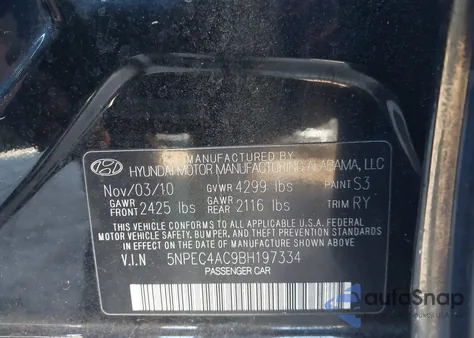 MANUFACTURED BY
HYUNDAI MOTOR MANUFACTURING ALABAMA, LLC
Nov/03/10 GVWR 4299 lbs PAINT S3
GAWR FRONT 2425 lbs GAWR REAR 2116 lbs TRIM RY
THIS VEHICLE CONFORMS TO ALL APPLICABLE U.S.A. FEDERAL
MOTOR VEHICLE SAFETY, BUMPER, AND THEFT PREVENTION
STANDARDS IN EFFECT ON THE DATE OF MANUFACTURE SHOWN ABOVE.
V.I.N 5NPEC4AC9BH197334
PASSENGER CAR
autoSnap